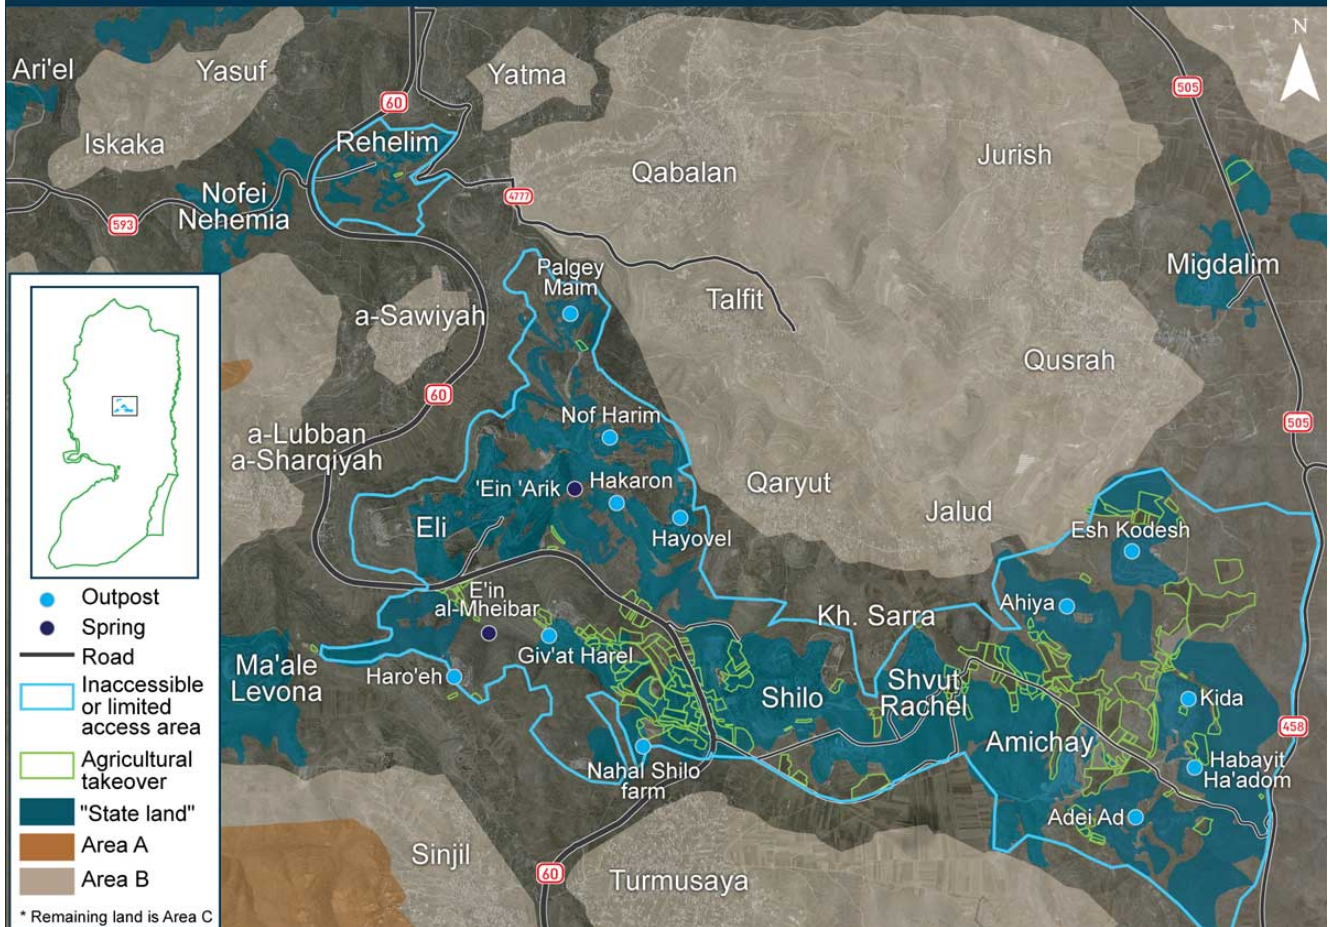 N
Ari'el
Yasuf
Yatma
60
505
Iskaka
Rehelim
Qabalan
Jurish
Nofei
Nehemia
593
4777
Migdalim
Palgey
Maim
a-Sawiyah
Talfit
Qusrah
60
505
a-Lubban
a-Sharqiyah
Nof Harim
'Ein 'Arik
Hakaron
Qaryut
Jalud
Eli
Hayovel
Esh Kodesh
E'in
al-Mheibar
Giv'at Harel
Kh. Sarra
Ahiya
Ma'ale
Levona
Haro'eh
Shilo
Shvut
Rachel
Kida
458
Amichay
Nahal Shilo
farm
Habayit
Ha'adom
Adei Ad
Sinjil
60
Turmusaya
Outpost
Spring
Road
Inaccessible
or limited
access area
Agricultural
takeover
"State land"
Area A
Area B
* Remaining land is Area C